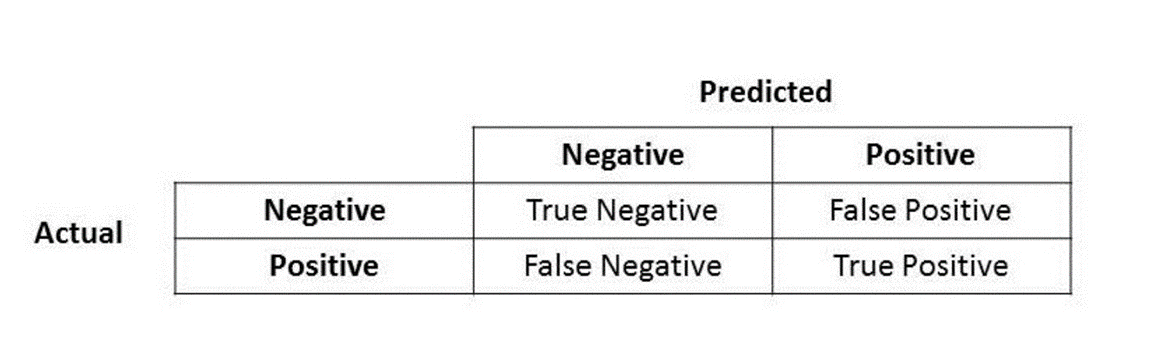 Predicted
Negative Positive
Actual
Negative True Negative False Positive
Positive False Negative True Positive